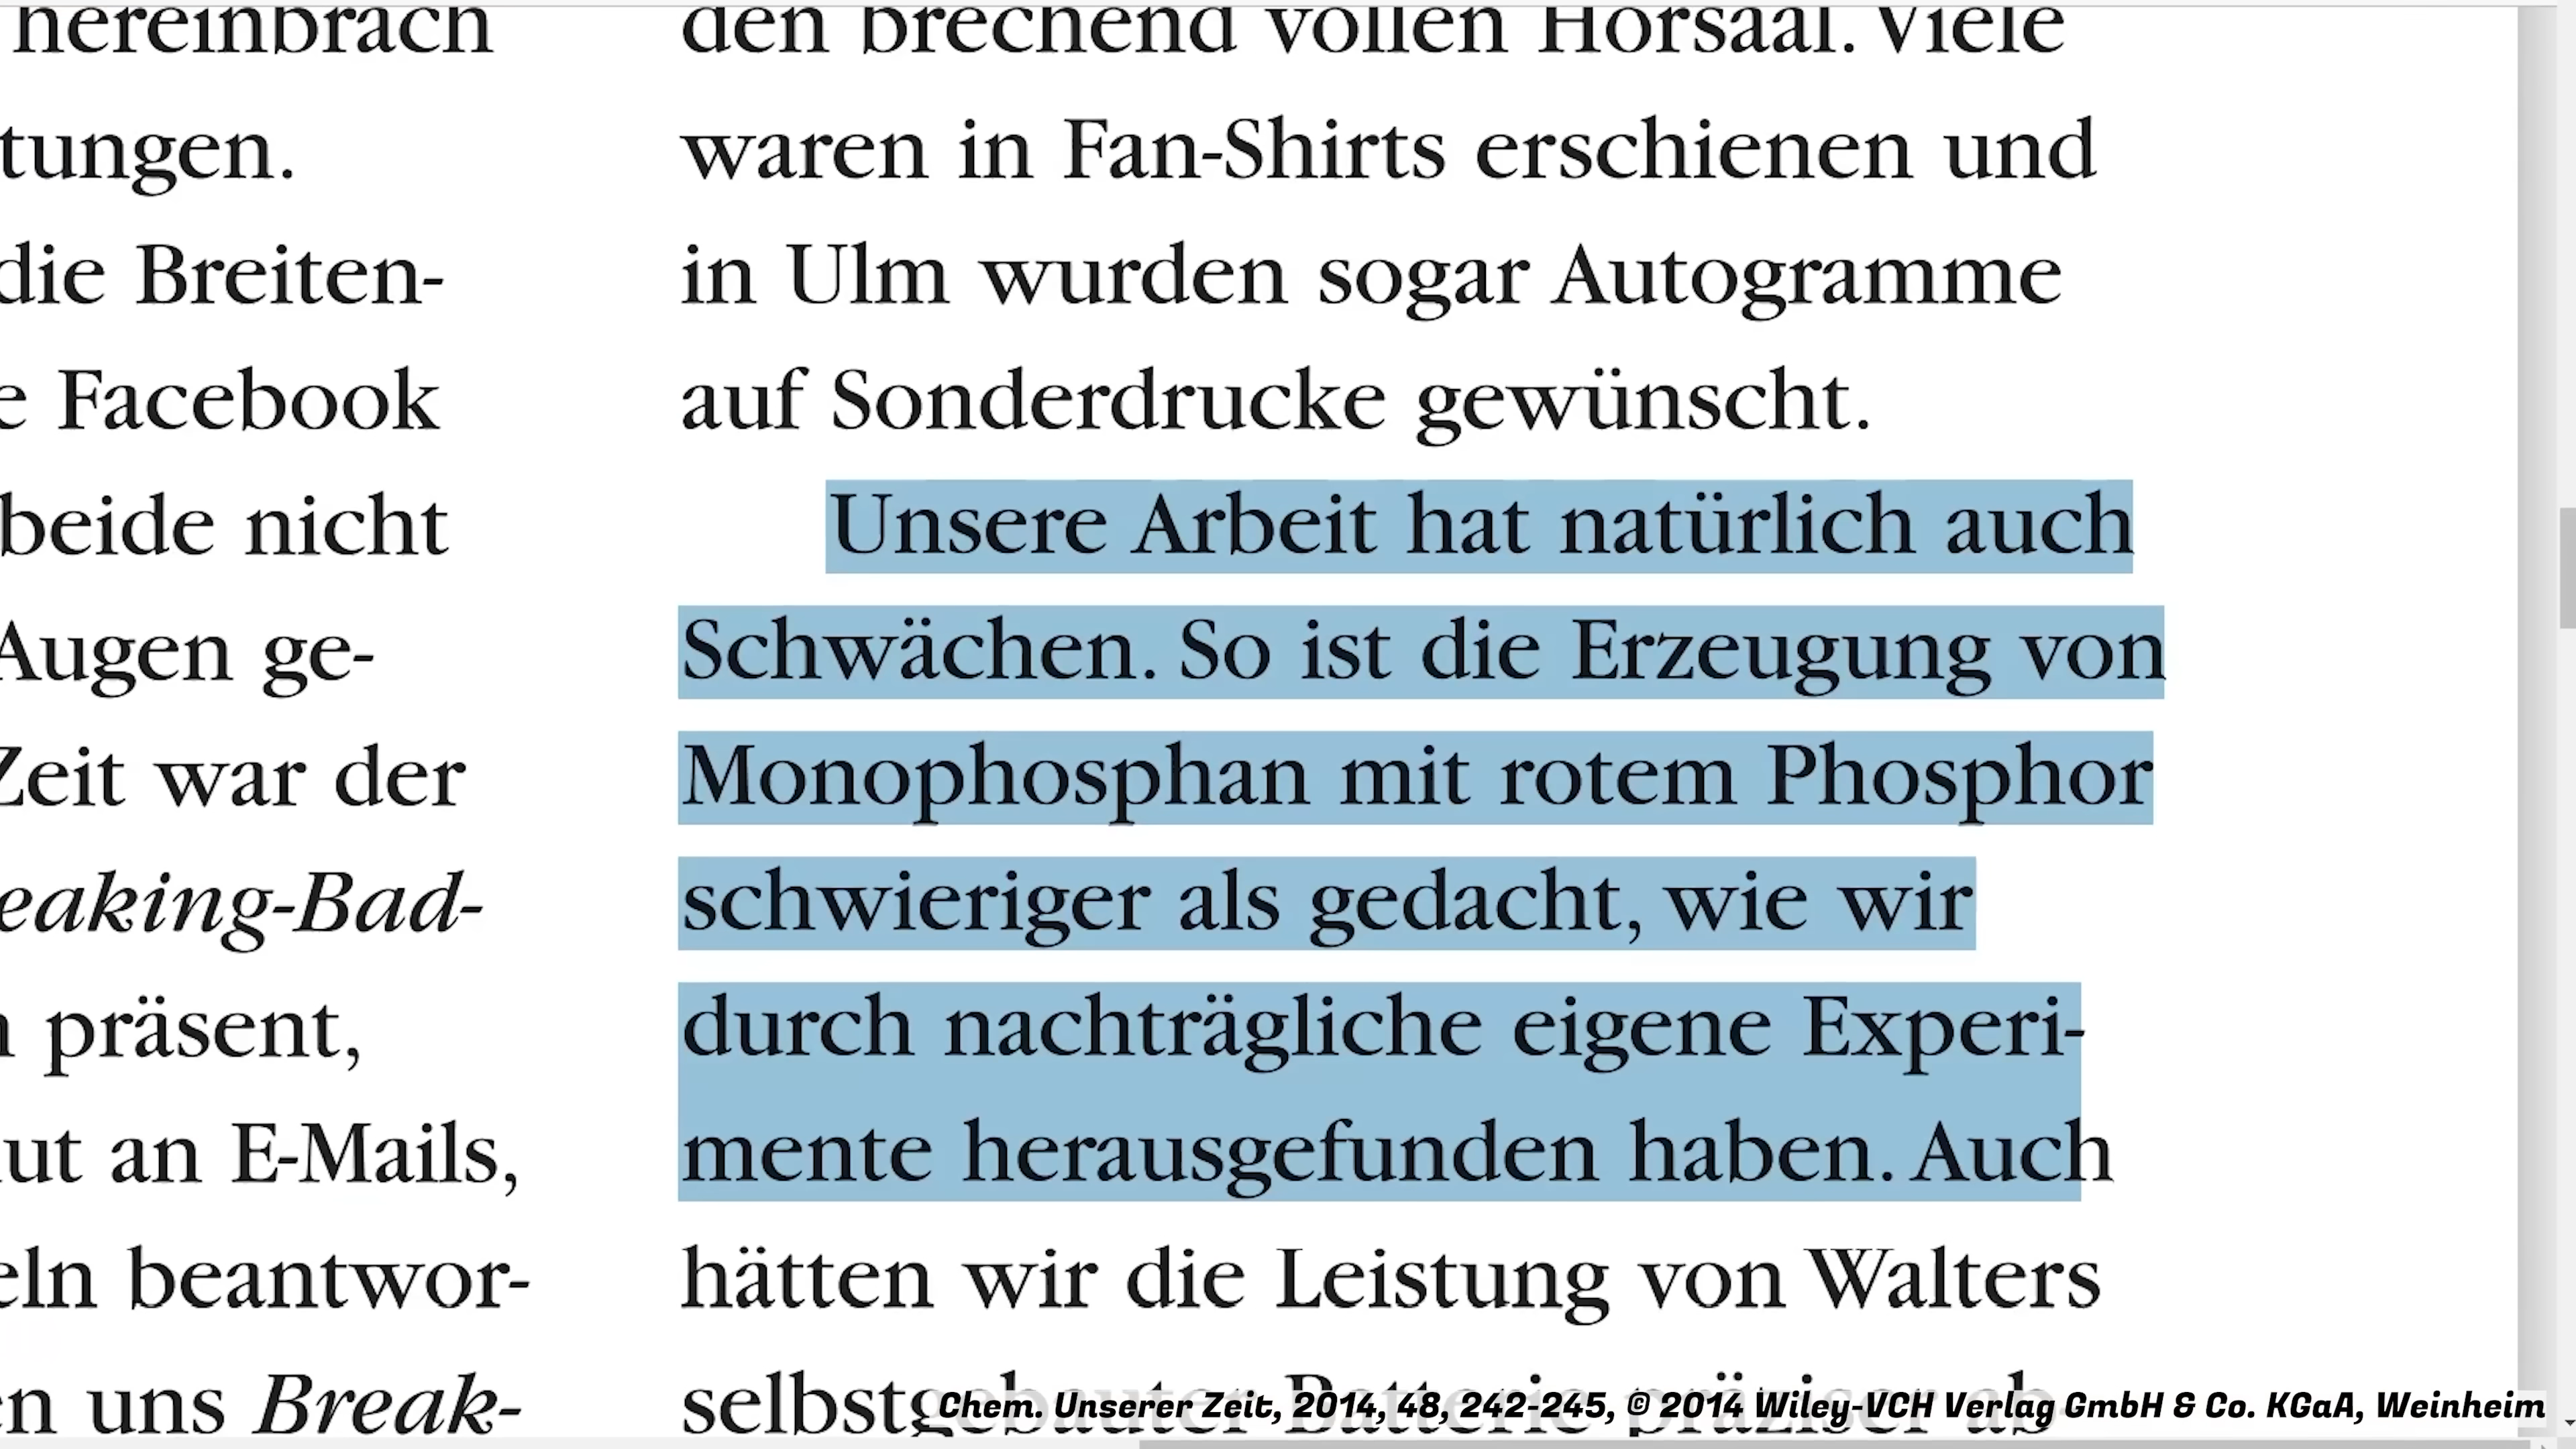 hereinbrach
tungen.
die Breiten-
e Facebook
beide nicht
Augen ge-
Zeit war der
eaking-Bad-
n präsent,
ut an E-Mails,
eln beantwor-
en uns Break-
den brechend vollen Hörsaal. Viele
waren in Fan-Shirts erschienen und
in Ulm wurden sogar Autogramme
auf Sonderdrucke gewünscht.
Unsere Arbeit hat natürlich auch
Schwächen. So ist die Erzeugung von
Monophosphan mit rotem Phosphor
schwieriger als gedacht, wie wir
durch nachträgliche eigene Experi-
mente herausgefunden haben. Auch
hätten wir die Leistung von Walters
selbstgebauter Batterie präziser ab-
Chem. Unserer Zeit, 2014, 48, 242-245, © 2014 Wiley-VCH Verlag GmbH & Co. KGaA, Weinheim